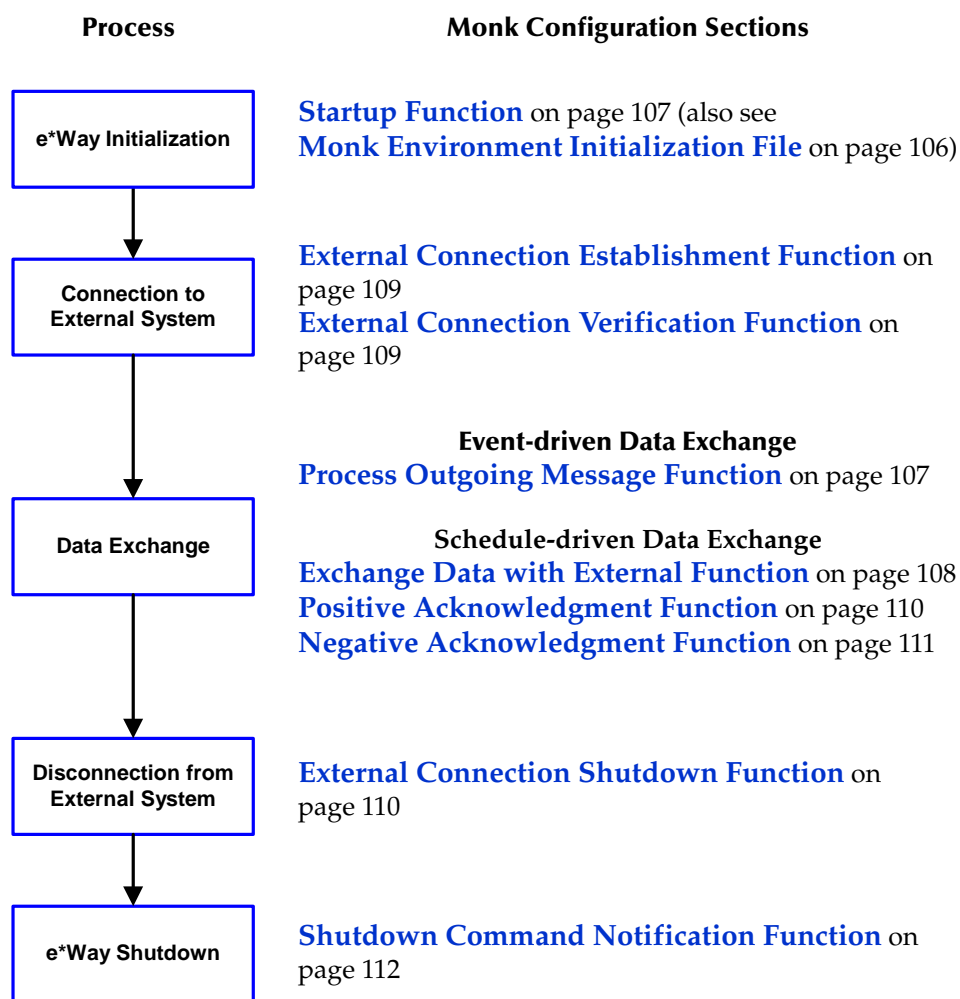 Process
Monk Configuration Sections
e*Way Initialization
Startup Function on page 107 (also see
Monk Environment Initialization File on page 106)
Connection to
External System
External Connection Establishment Function on
page 109
External Connection Verification Function on
page 109
Event-driven Data Exchange
Process Outgoing Message Function on page 107
Data Exchange
Schedule-driven Data Exchange
Exchange Data with External Function on page 108
Positive Acknowledgment Function on page 110
Negative Acknowledgment Function on page 111
Disconnection from
External System
External Connection Shutdown Function on
page 110
e*Way Shutdown
Shutdown Command Notification Function on
page 112